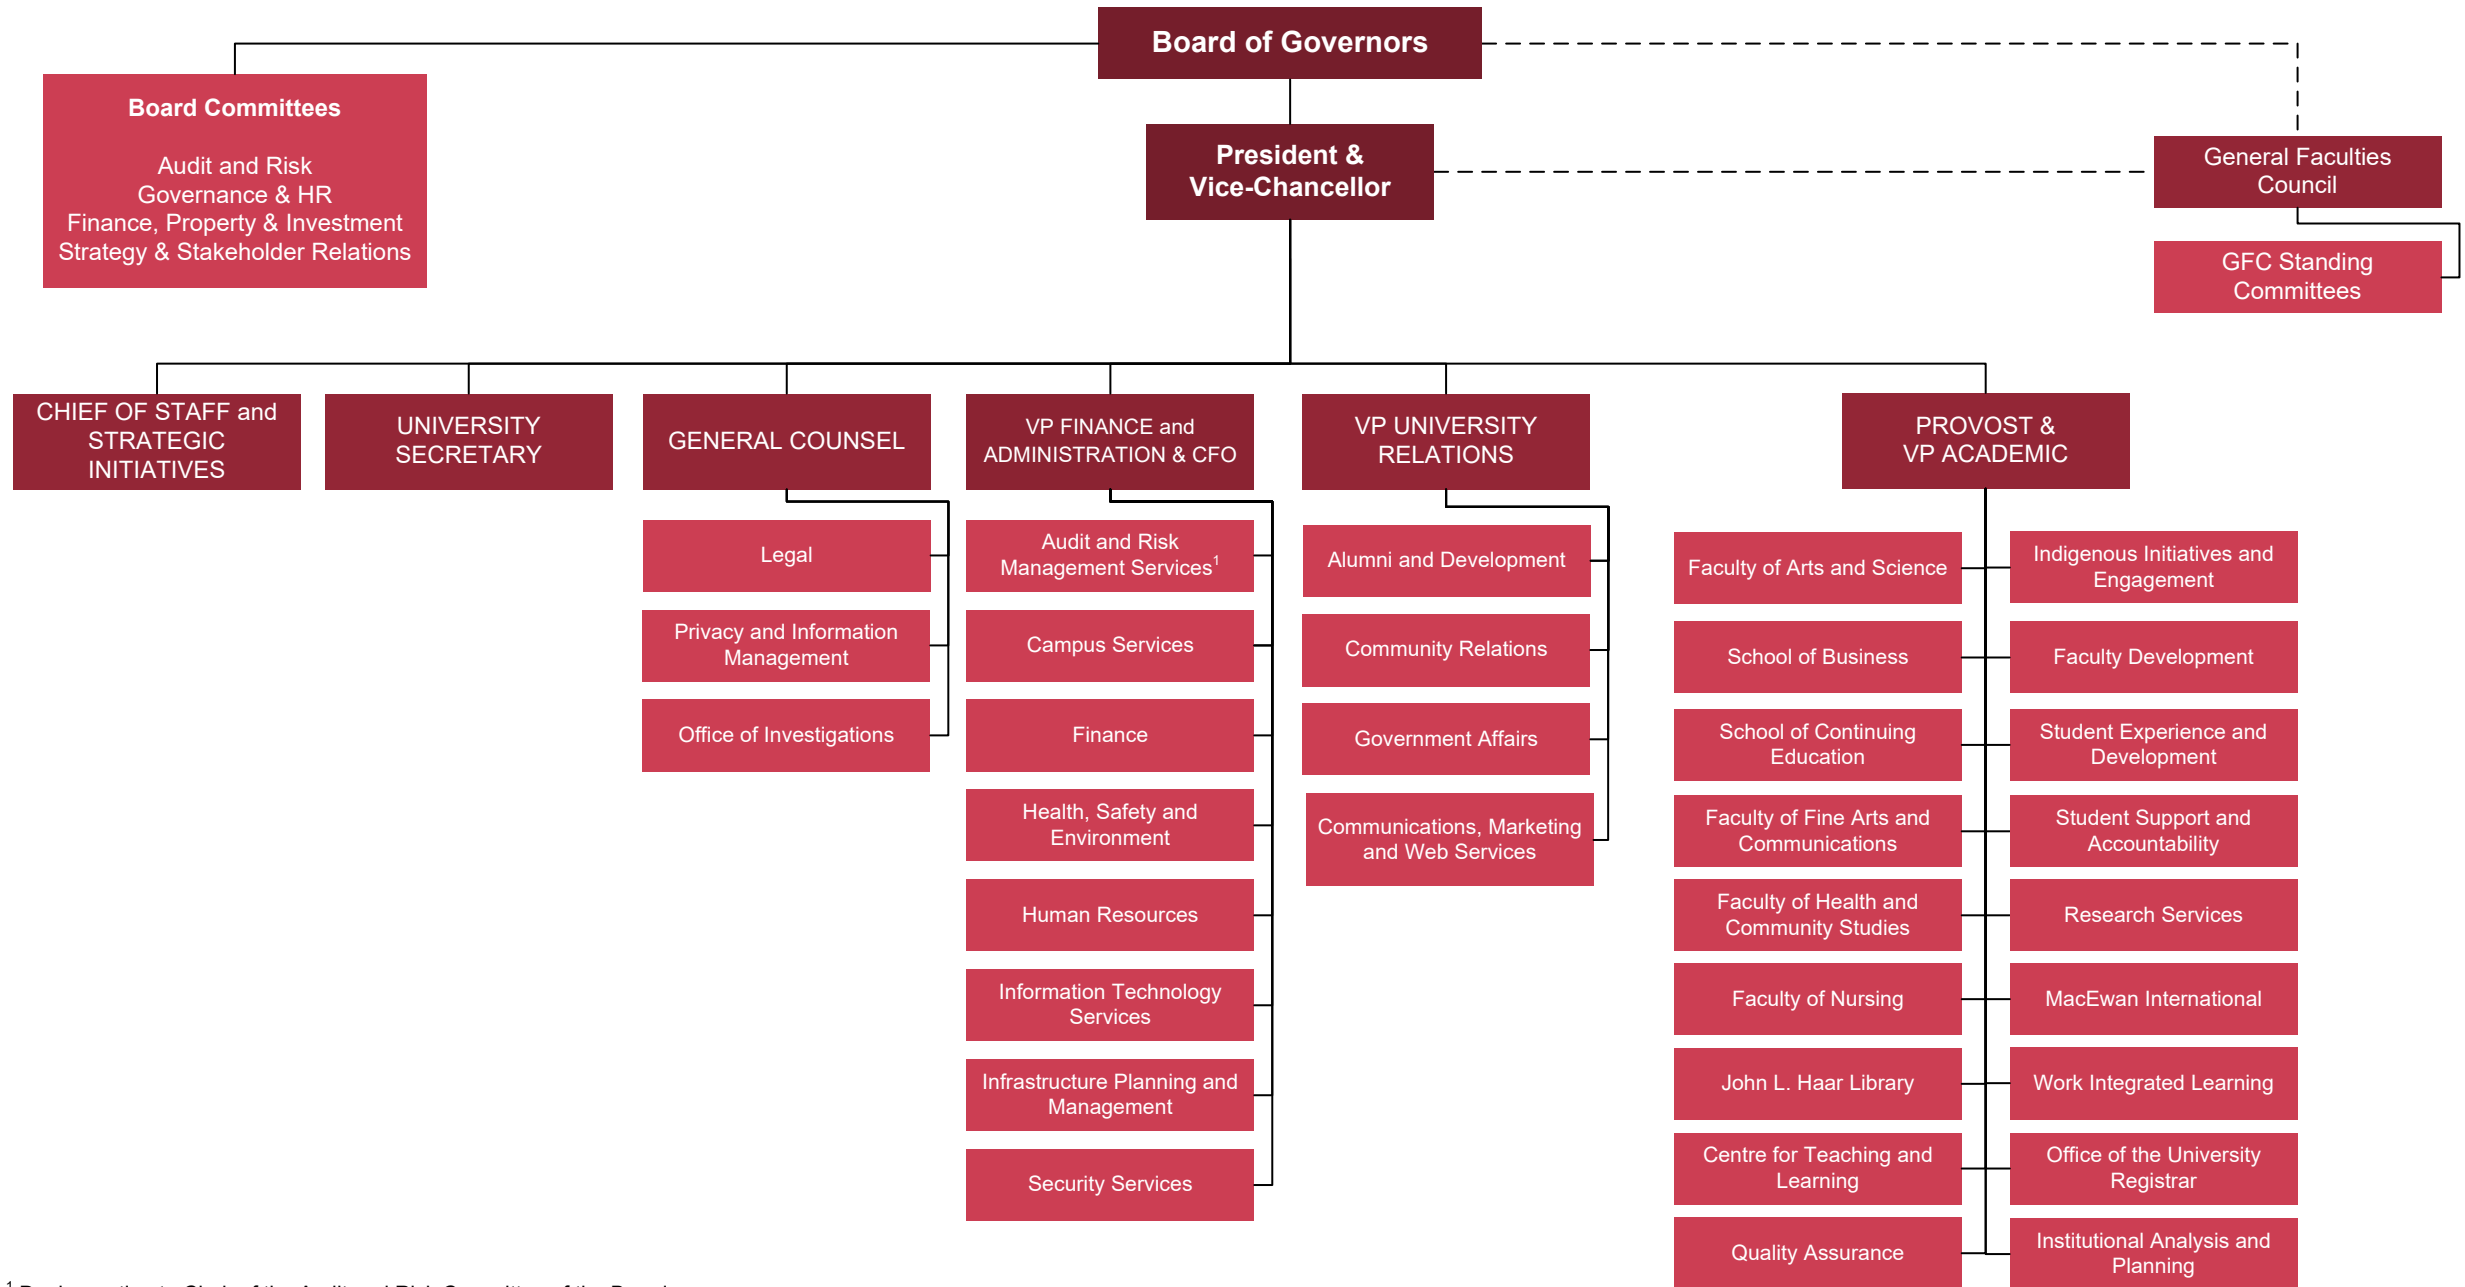 Board of Governors
Board Committees
Audit and Risk
Governance & HR
Finance, Property & Investment
Strategy & Stakeholder Relations
President &
Vice-Chancellor
General Faculties
Council
GFC Standing
Committees
CHIEF OF STAFF and
STRATEGIC
INITIATIVES
UNIVERSITY
SECRETARY
GENERAL COUNSEL
Legal
Privacy and Information
Management
Office of Investigations
VP FINANCE and
ADMINISTRATION & CFO
Audit and Risk
Management Services¹
Campus Services
Finance
Health, Safety and
Environment
Human Resources
Information Technology
Services
Infrastructure Planning and
Management
Security Services
VP UNIVERSITY
RELATIONS
Alumni and Development
Community Relations
Government Affairs
Communications, Marketing
and Web Services
PROVOST &
VP ACADEMIC
Faculty of Arts and Science
School of Business
School of Continuing
Education
Faculty of Fine Arts and
Communications
Faculty of Health and
Community Studies
Faculty of Nursing
John L. Haar Library
Centre for Teaching and
Learning
Quality Assurance
Indigenous Initiatives and
Engagement
Faculty Development
Student Experience and
Development
Student Support and
Accountability
Research Services
MacEwan International
Work Integrated Learning
Office of the University
Registrar
Institutional Analysis and
Planning